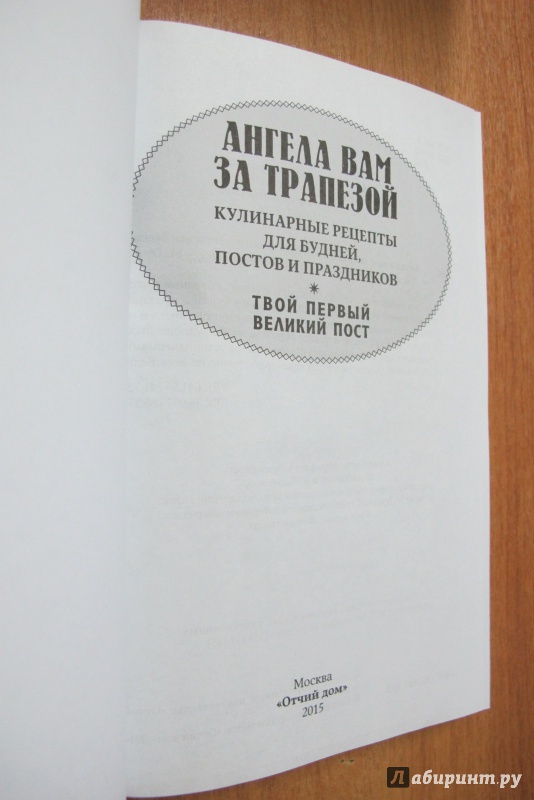 АНГЕЛА ВАМ
ЗА ТРАПЕЗОЙ
КУЛИНАРНЫЕ РЕЦЕПТЫ
ДЛЯ БУДНЕЙ,
ПОСТОВ И ПРАЗДНИКОВ
*
ТВОЙ ПЕРВЫЙ
ВЕЛИКИЙ ПОСТ
Москва
«Отчий дом»
2015
Лабиринт.ру